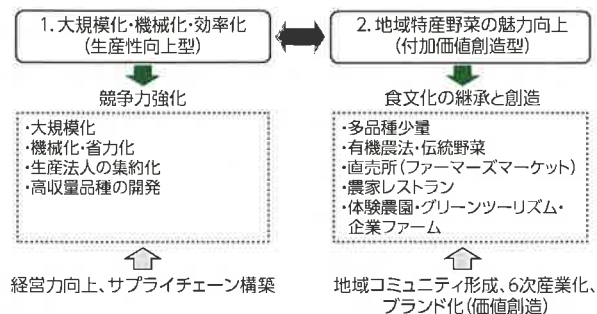 1.大規模化・機械化・効率化
(生産性向上型)
競争力強化
・大規模化
・機械化・省力化
・生産法人の集約化
・高収量品種の開発
経営力向上、サプライチェーン構築
2.地域特産野菜の魅力向上
(付加価値創造型)
食文化の継承と創造
・多品種少量
・有機農法・伝統野菜
・直売所(ファーマーズマーケット)
・農家レストラン
・体験農園・グリーンツーリズム・
企業ファーム
地域コミュニティ形成、6次産業化、
ブランド化(価値創造)